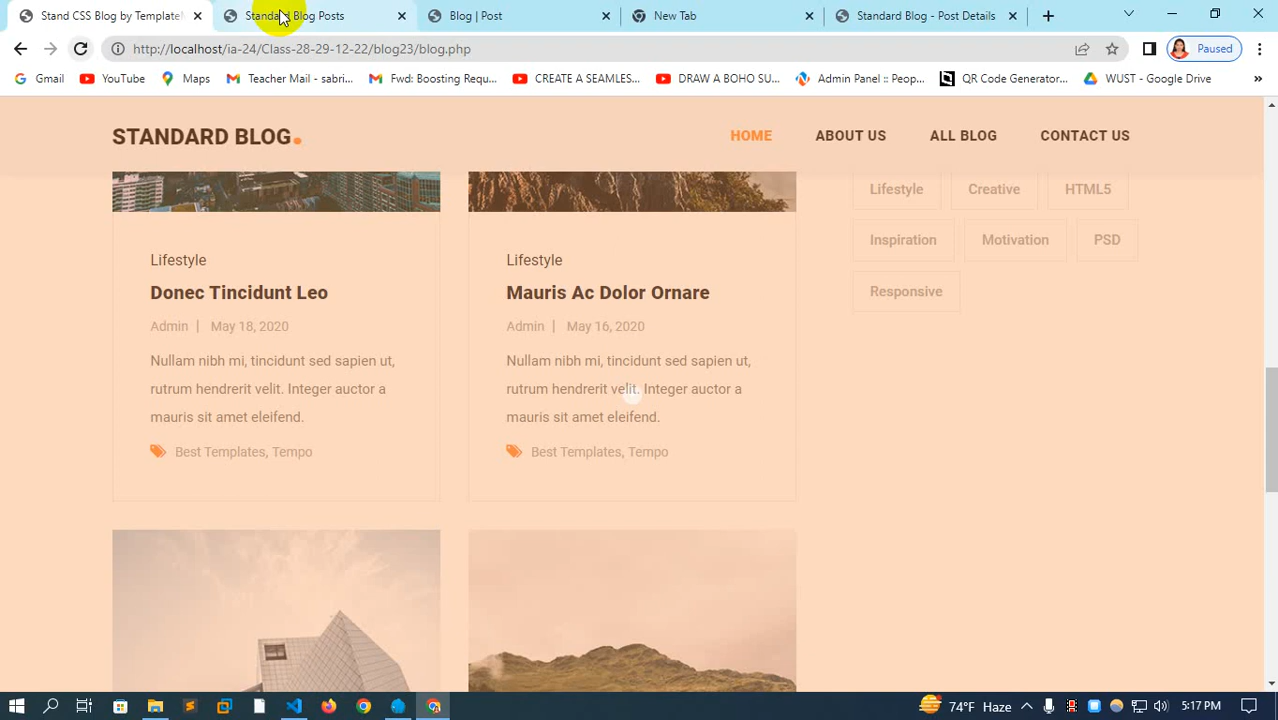 Stand CSS Blog by Template
Standard Blog Posts
Blog | Post
New Tab
Standard Blog - Post Details
http://localhost/ia-24/Class-28-29-12-22/blog23/blog.php
Paused
Gmail
YouTube
Maps
Teacher Mail - sabri...
Fwd: Boosting Requ...
CREATE A SEAMLES...
DRAW A BOHO SU...
Admin Panel :: Peop...
QR Code Generator...
WUST - Google Drive
»
STANDARD BLOG.
HOME
ABOUT US
ALL BLOG
CONTACT US
Lifestyle
Creative
HTML5
Inspiration
Motivation
PSD
Responsive
Lifestyle
Donec Tincidunt Leo
Admin | May 18, 2020
Nullam nibh mi, tincidunt sed sapien ut,
rutrum hendrerit velit. Integer auctor a
mauris sit amet eleifend.
Best Templates, Tempo
Lifestyle
Mauris Ac Dolor Ornare
Admin | May 16, 2020
Nullam nibh mi, tincidunt sed sapien ut,
rutrum hendrerit velit. Integer auctor a
mauris sit amet eleifend.
Best Templates, Tempo
74°F Haze
5:17 PM